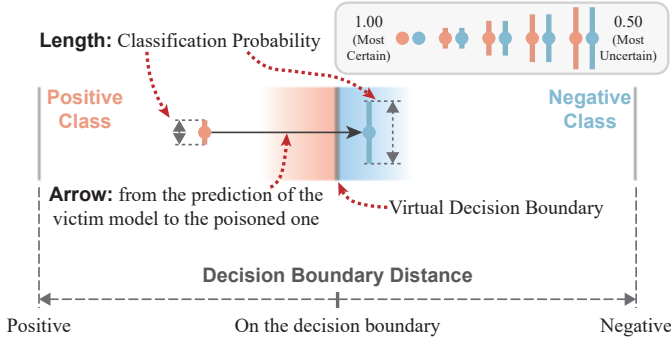 1.00
(Most
Certain)
0.50
(Most
Uncertain)
Length: Classification Probability
Positive
Class
Negative
Class
Arrow: from the prediction of the
victim model to the poisoned one
Virtual Decision Boundary
Decision Boundary Distance
Positive
On the decision boundary
Negative